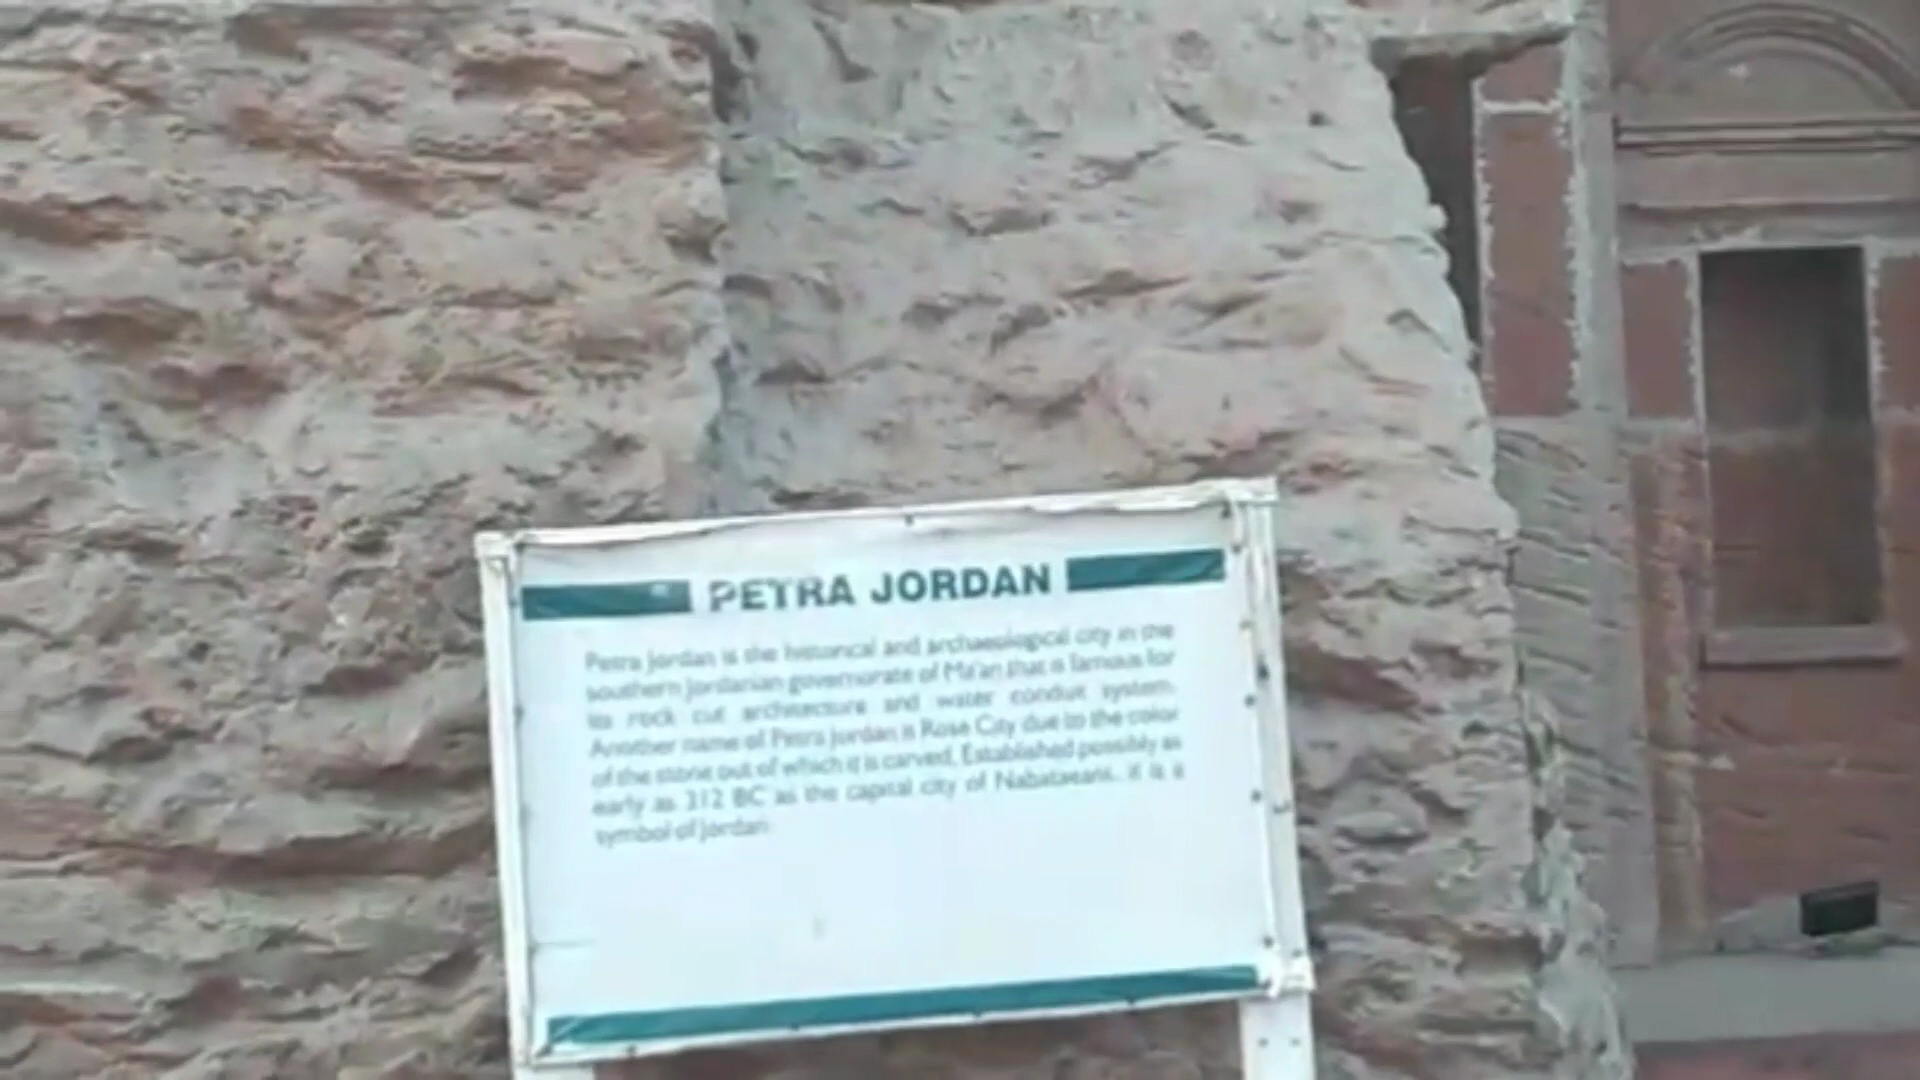 PETRA JORDAN
Petra Jordan is the historical and archaeological city in the
southern Jordanian governorate of Ma'an that is famous for
its rock cut architecture and water conduit system.
Another name of Petra Jordan is Rose City due to the color
of the stone out of which it is carved. Established possibly as
early as 312 BC as the capital city of Nabataeans, it is a
symbol of Jordan.